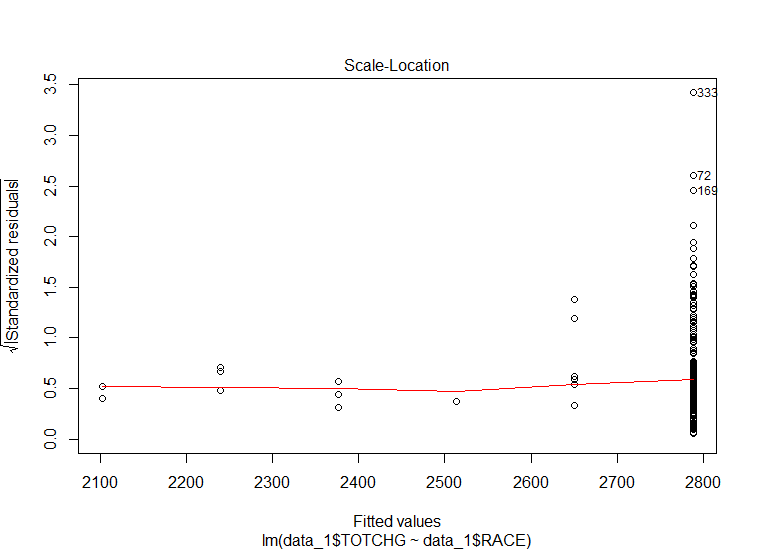 Scale-Location
√|Standardized residuals|
3.5
3.0
2.5
2.0
1.5
1.0
0.5
0.0
333
72
169
2100 2200 2300 2400 2500 2600 2700 2800
Fitted values
lm(data_1$TOTCHG ~ data_1$RACE)